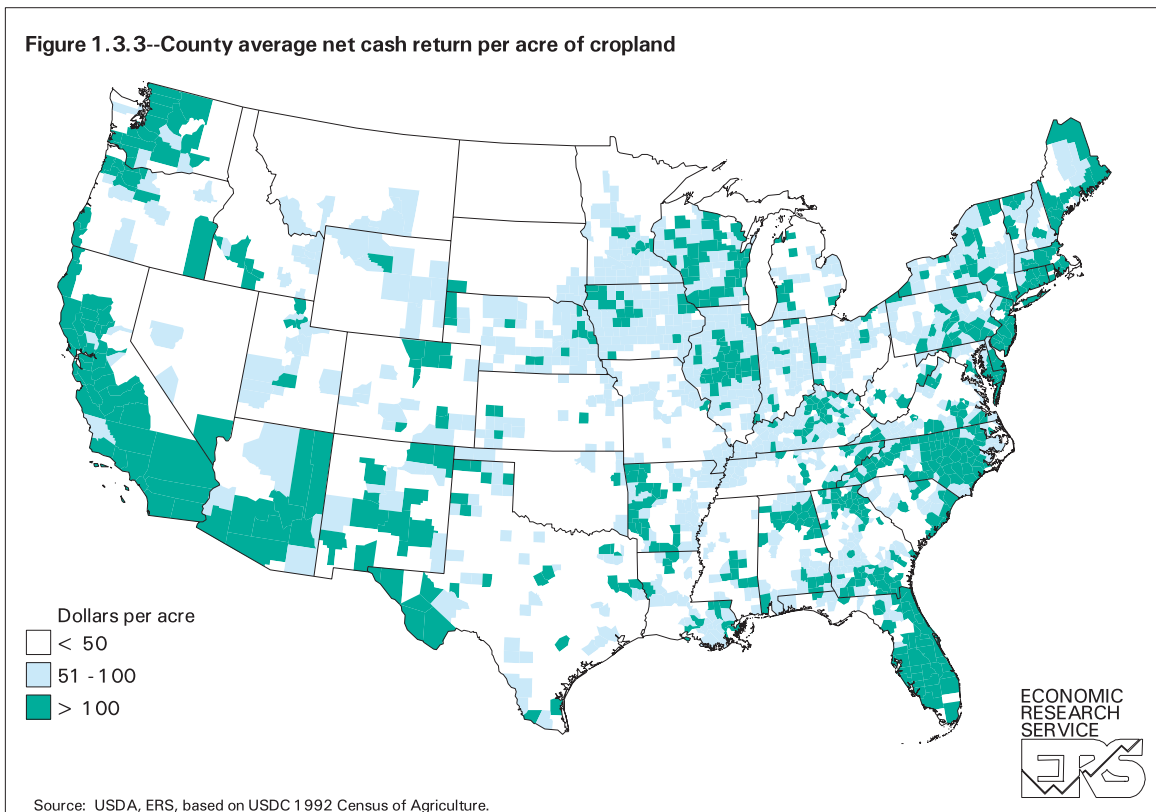 Figure 1.3.3--County average net cash return per acre of cropland
Dollars per acre
< 50
51 - 100
> 100
ECONOMIC
RESEARCH
SERVICE
ERS
Source: USDA, ERS, based on USDC 1992 Census of Agriculture.